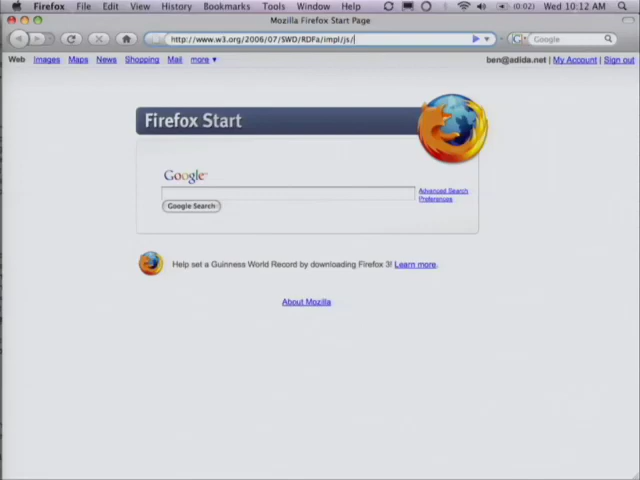 Firefox File Edit View History Bookmarks Tools Window Help (0:02) Wed 10:12 AM
Mozilla Firefox Start Page
http://www.w3.org/2006/07/SWD/RDFa/impl/js/ Google
Web Images Maps News Shopping Mail more ▼ ben@adida.net | My Account | Sign out
Firefox Start
Google
Advanced Search
Preferences
Google Search
Help set a Guinness World Record by downloading Firefox 3! Learn more.
About Mozilla